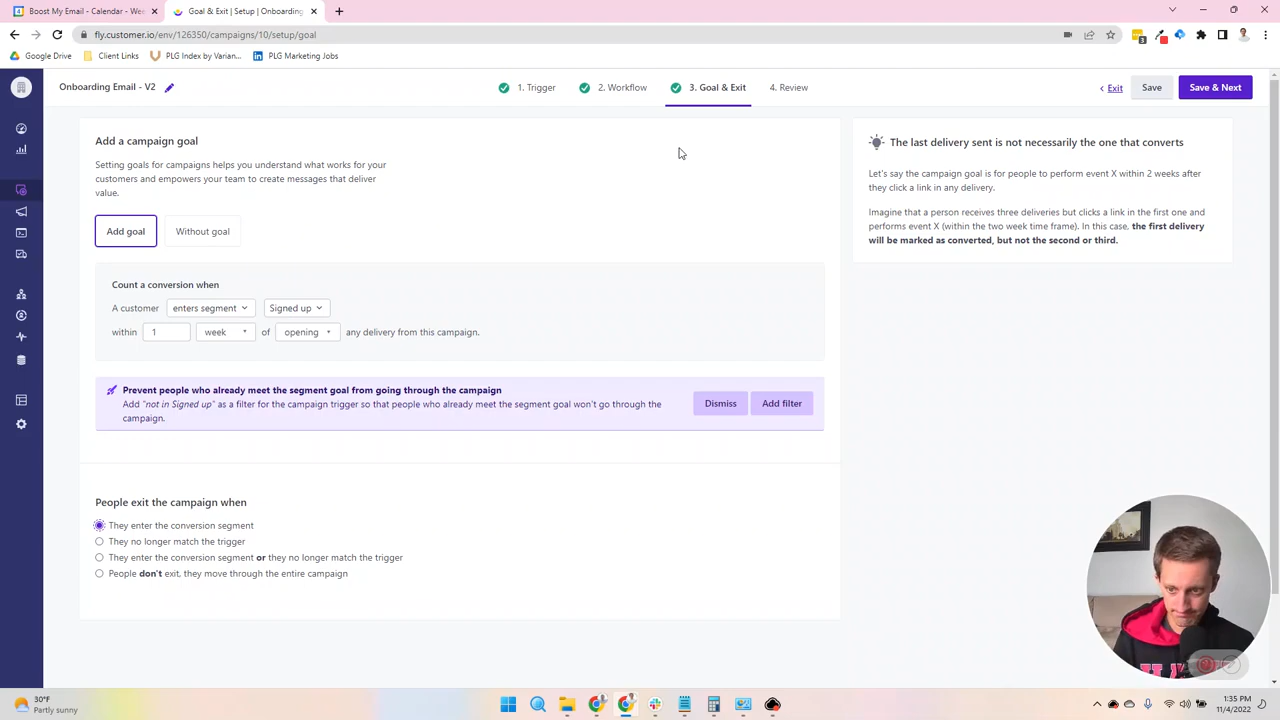 Boost My Email - Calendar - Wee
Goal & Exit | Setup | Onboarding
fly.customer.io/env/126350/campaigns/10/setup/goal
3
Google Drive
Client Links
PLG Index by Varian...
PLG Marketing Jobs
Onboarding Email - V2
1. Trigger
2. Workflow
3. Goal & Exit
4. Review
Exit
Save
Save & Next
Add a campaign goal
Setting goals for campaigns helps you understand what works for your
customers and empowers your team to create messages that deliver
value.
Add goal
Without goal
Count a conversion when
A customer enters segment Signed up
within 1 week of opening any delivery from this campaign.
Prevent people who already meet the segment goal from going through the campaign
Add "not in Signed up" as a filter for the campaign trigger so that people who already meet the segment goal won't go through the
campaign.
Dismiss
Add filter
People exit the campaign when
They enter the conversion segment
They no longer match the trigger
They enter the conversion segment or they no longer match the trigger
People don't exit, they move through the entire campaign
The last delivery sent is not necessarily the one that converts
Let's say the campaign goal is for people to perform event X within 2 weeks after
they click a link in any delivery.
Imagine that a person receives three deliveries but clicks a link in the first one and
performs event X (within the two week time frame). In this case, the first delivery
will be marked as converted, but not the second or third.
30°F
Partly sunny
1:35 PM
11/4/2022